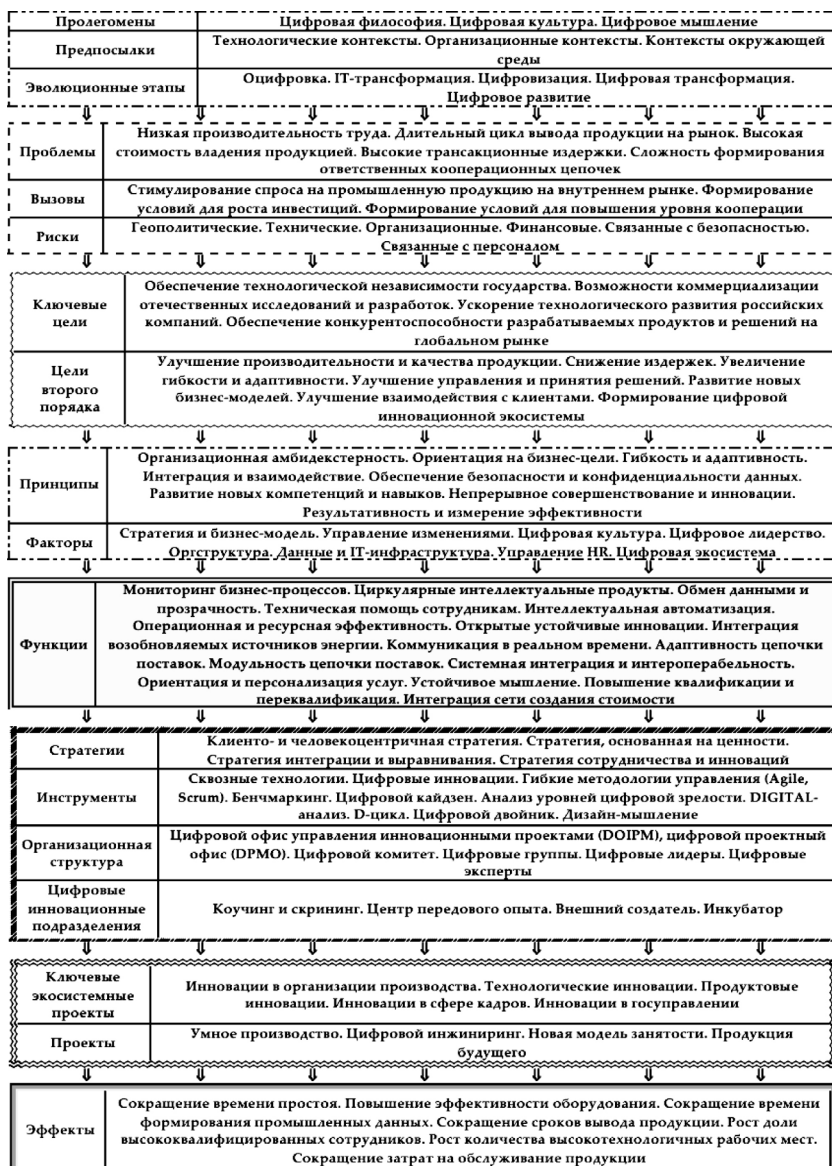 Пролегомены
Цифровая философия. Цифровая культура. Цифровое мышление
Предпосылки
Технологические контексты. Организационные контексты. Контексты окружающей
среды
Эволюционные этапы
Оцифровка. IT-трансформация. Цифровизация. Цифровая трансформация.
Цифровое развитие
Проблемы
Низкая производительность труда. Длительный цикл вывода продукции на рынок. Высокая
стоимость владения продукцией. Высокие трансакционные издержки. Сложность формирования
ответственных кооперационных цепочек
Вызовы
Стимулирование спроса на промышленную продукцию на внутреннем рынке. Формирование
условий для роста инвестиций. Формирование условий для повышения уровня кооперации
Риски
Геополитические. Технические. Организационные. Финансовые. Связанные с безопасностью.
Связанные с персоналом
Ключевые
цели
Обеспечение технологической независимости государства. Возможности коммерциализации
отечественных исследований и разработок. Ускорение технологического развития российских
компаний. Обеспечение конкурентоспособности разрабатываемых продуктов и решений на
глобальном рынке
Цели
второго
порядка
Улучшение производительности и качества продукции. Снижение издержек. Увеличение
гибкости и адаптивности. Улучшение управления и принятия решений. Развитие новых
бизнес-моделей. Улучшение взаимодействия с клиентами. Формирование цифровой
инновационной экосистемы
Принципы
Организационная амбидекстерность. Ориентация на бизнес-цели. Гибкость и адаптивность.
Интеграция и взаимодействие. Обеспечение безопасности и конфиденциальности данных.
Развитие новых компетенций и навыков. Непрерывное совершенствование и инновации.
Результативность и измерение эффективности
Факторы
Стратегия и бизнес-модель. Управление изменениями. Цифровая культура. Цифровое лидерство.
Оргструктура. Данные и IT-инфраструктура. Управление HR. Цифровая экосистема
Функции
Мониторинг бизнес-процессов. Циркулярные интеллектуальные продукты. Обмен данными и
прозрачность. Техническая помощь сотрудникам. Интеллектуальная автоматизация.
Операционная и ресурсная эффективность. Открытые устойчивые инновации. Интеграция
возобновляемых источников энергии. Коммуникация в реальном времени. Адаптивность цепочки
поставок. Модульность цепочки поставок. Системная интеграция и интероперабельность.
Ориентация и персонализация услуг. Устойчивое мышление. Повышение квалификации и
переквалификация. Интеграция сети создания стоимости
Стратегии
Клиенто- и человекоцентричная стратегия. Стратегия, основанная на ценности.
Стратегия интеграции и выравнивания. Стратегия сотрудничества и инноваций
Инструменты
Сквозные технологии. Цифровые инновации. Гибкие методологии управления (Agile,
Scrum). Бенчмаркинг. Цифровой кайдзен. Анализ уровней цифровой зрелости. DIGITAL-
анализ. D-цикл. Цифровой двойник. Дизайн-мышление
Организационная
структура
Цифровой офис управления инновационными проектами (DOIPM), цифровой проектный
офис (DPMO). Цифровой комитет. Цифровые группы. Цифровые лидеры. Цифровые
эксперты
Цифровые
инновационные
подразделения
Коучинг и скрининг. Центр передового опыта. Внешний создатель. Инкубатор
Ключевые
экосистемные
проекты
Инновации в организации производства. Технологические инновации. Продуктовые
инновации. Инновации в сфере кадров. Инновации в госуправлении
Проекты
Умное производство. Цифровой инжиниринг. Новая модель занятости. Продукция
будущего
Эффекты
Сокращение времени простоя. Повышение эффективности оборудования. Сокращение времени
формирования промышленных данных. Сокращение сроков вывода продукции. Рост доли
высококвалифицированных сотрудников. Рост количества высокотехнологичных рабочих мест.
Сокращение затрат на обслуживание продукции